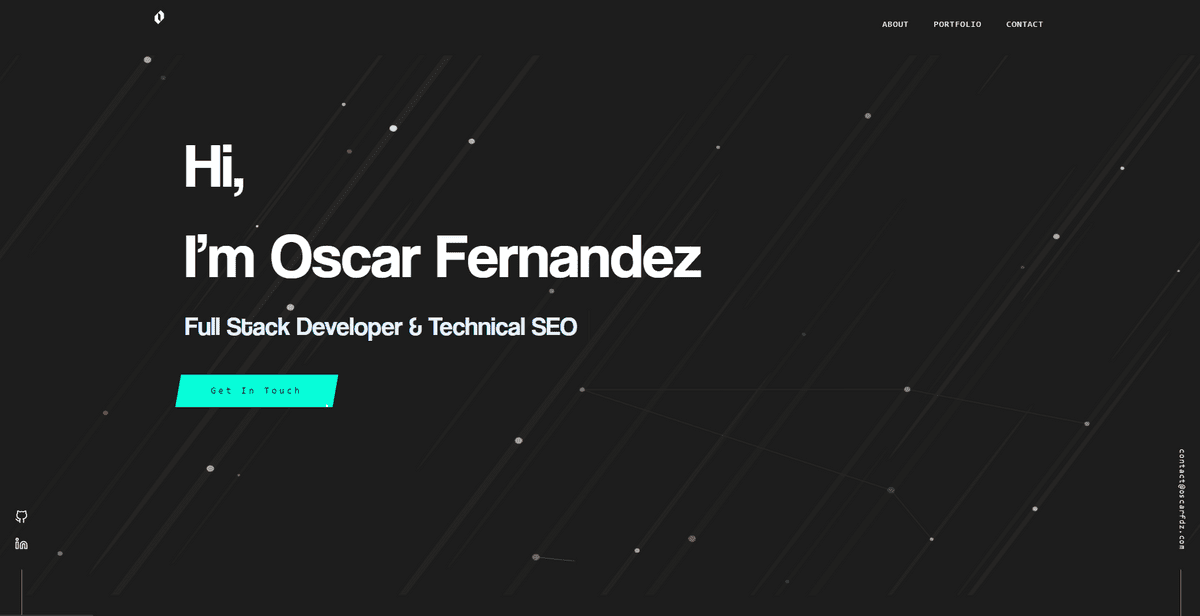 ABOUT PORTFOLIO CONTACT
Hi,
I’m Oscar Fernandez
Full Stack Developer & Technical SEO
Get In Touch
contact@oscarfdz.com